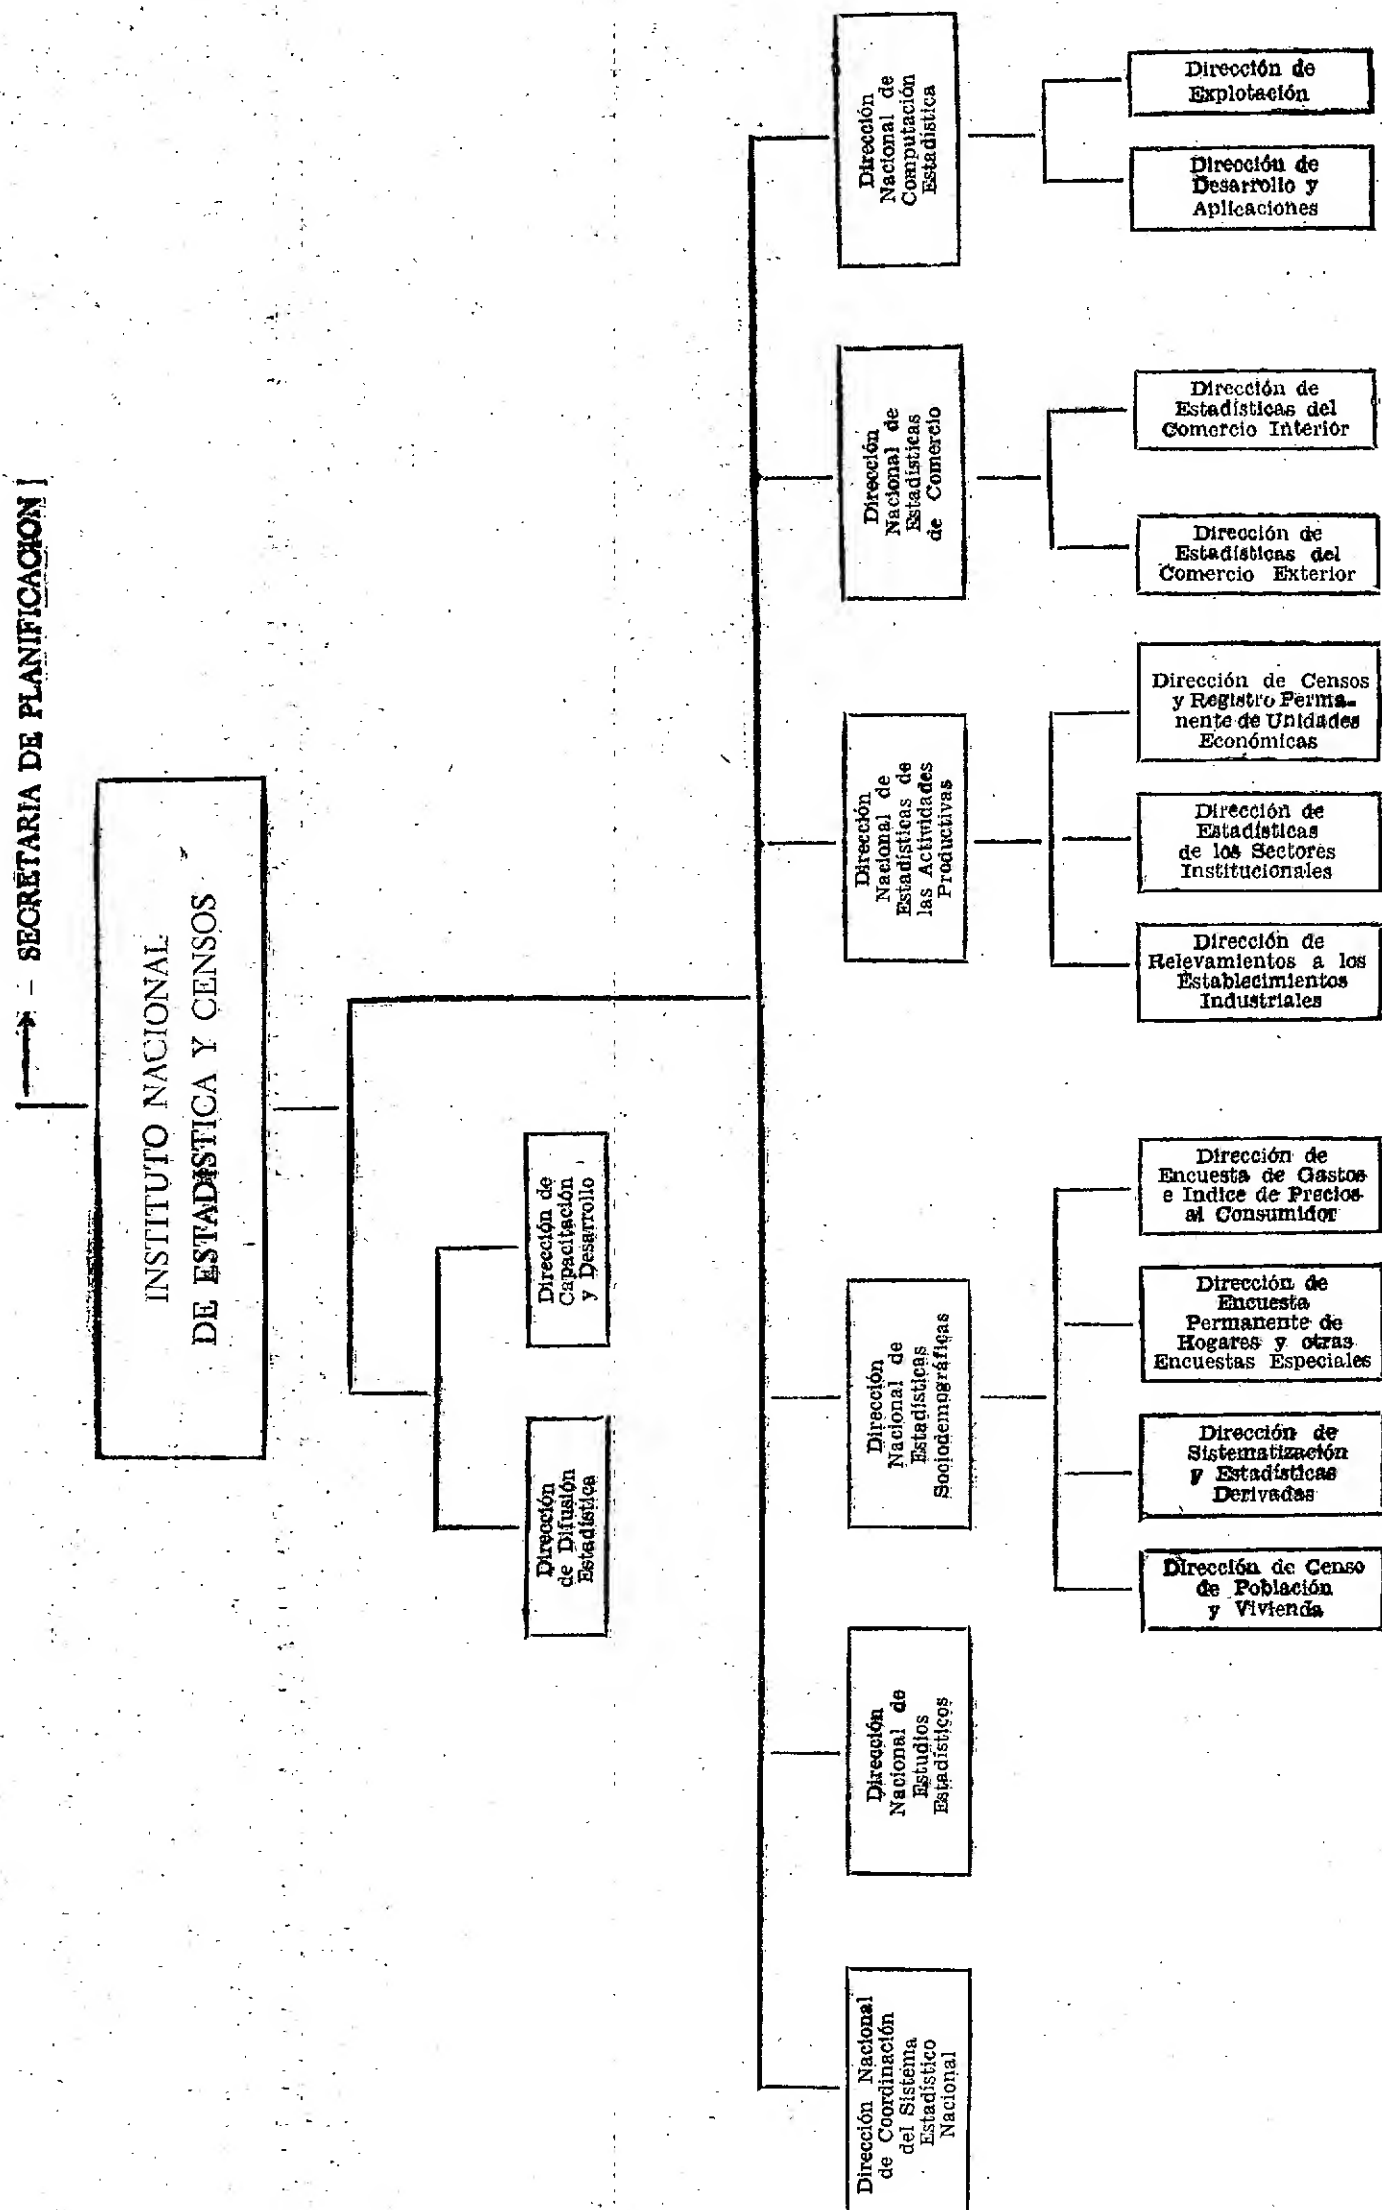 - SECRETARIA DE PLANIFICACION
INSTITUTO NACIONAL
DE ESTADISTICA Y CENSOS
Dirección
de Difusión
Estadística
Dirección de
Capacitación
y Desarrollo
Dirección Nacional
de Coordinación
del Sistema
Estadístico
Nacional
Dirección
Nacional de
Estudios
Estadísticos
Dirección
Nacional de
Estadísticas
Sociodemográficas
Dirección
Nacional de
Estadísticas de
las Actividades
Productivas
Dirección
Nacional de
Estadísticas
de Comercio
Dirección
Nacional de
Computación
Estadística
Dirección de Censo
de Población
y Vivienda
Dirección de
Sistematización
y Estadísticas
Derivadas
Dirección de
Encuesta
Permanente de
Hogares y otras
Encuestas Especiales
Dirección de
Encuesta de Gastos
e Indice de Precios
al Consumidor
Dirección de
Relevamientos a los
Establecimientos
Industriales
Dirección de
Estadísticas
de los Sectores
Institucionales
Dirección de Censos
y Registro Perma-
nente de Unidades
Económicas
Dirección de
Estadísticas del
Comercio Exterior
Dirección de
Estadísticas del
Comercio Interior
Dirección de
Desarrollo y
Aplicaciones
Dirección de
Explotación